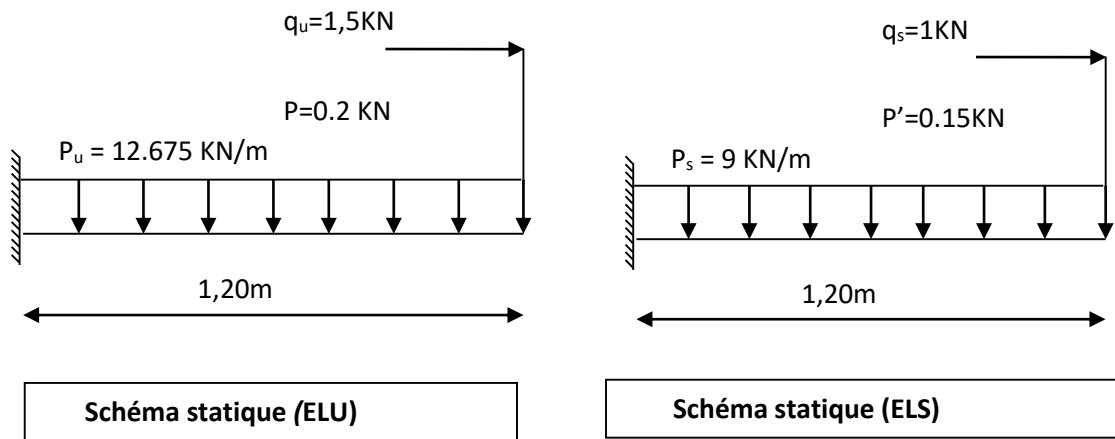 qu=1,5KN
P=0.2 KN
Pu = 12.675 KN/m
1,20m
Schéma statique (ELU)
qs=1KN
P’=0.15KN
Ps = 9 KN/m
1,20m
Schéma statique (ELS)